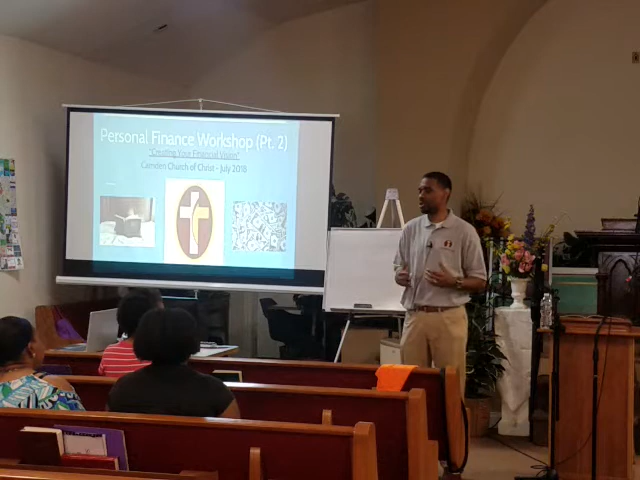 Personal Finance Workshop (Pt. 2)
"Creating Your Financial Vision"
Camden Church of Christ - July 2018